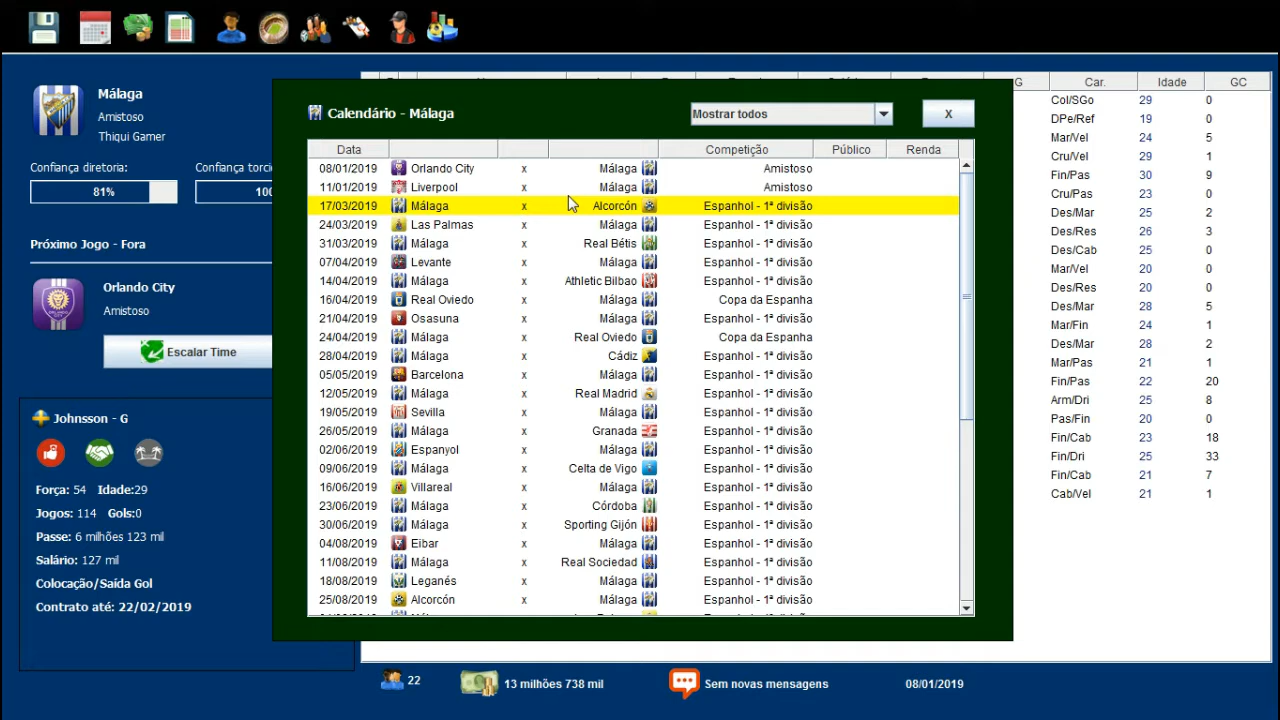 Málaga
Amistoso
Thiqui Gamer
Confiança diretoria:
Confiança torci
81%
100
Próximo Jogo - Fora
Orlando City
Amistoso
Escalar Time
Johnsson - G
Força: 54 Idade:29
Jogos: 114 Gols:0
Passe: 6 milhões 123 mil
Salário: 127 mil
Colocação/Saída Gol
Contrato até: 22/02/2019
Calendário - Málaga
Mostrar todos
X
Data Competição Público Renda
08/01/2019 Orlando City x Málaga Amistoso
11/01/2019 Liverpool x Málaga Amistoso
17/03/2019 Málaga x Alcorcón Espanhol - 1ª divisão
24/03/2019 Las Palmas x Málaga Espanhol - 1ª divisão
31/03/2019 Málaga x Real Bétis Espanhol - 1ª divisão
07/04/2019 Levante x Málaga Espanhol - 1ª divisão
14/04/2019 Málaga x Athletic Bilbao Espanhol - 1ª divisão
16/04/2019 Real Oviedo x Málaga Copa da Espanha
21/04/2019 Osasuna x Málaga Espanhol - 1ª divisão
24/04/2019 Málaga x Real Oviedo Copa da Espanha
28/04/2019 Málaga x Cádiz Espanhol - 1ª divisão
05/05/2019 Barcelona x Málaga Espanhol - 1ª divisão
12/05/2019 Málaga x Real Madrid Espanhol - 1ª divisão
19/05/2019 Sevilla x Málaga Espanhol - 1ª divisão
26/05/2019 Málaga x Granada Espanhol - 1ª divisão
02/06/2019 Espanyol x Málaga Espanhol - 1ª divisão
09/06/2019 Málaga x Celta de Vigo Espanhol - 1ª divisão
16/06/2019 Villareal x Málaga Espanhol - 1ª divisão
23/06/2019 Málaga x Córdoba Espanhol - 1ª divisão
30/06/2019 Málaga x Sporting Gijón Espanhol - 1ª divisão
04/08/2019 Eibar x Málaga Espanhol - 1ª divisão
11/08/2019 Málaga x Real Sociedad Espanhol - 1ª divisão
18/08/2019 Leganés x Málaga Espanhol - 1ª divisão
25/08/2019 Alcorcón x Málaga Espanhol - 1ª divisão
G Car. Idade GC
Col/SGo 29 0
DPe/Ref 19 0
Mar/Vel 24 5
Cru/Vel 29 1
Fin/Pas 30 9
Cru/Pas 23 0
Des/Mar 25 2
Des/Res 26 3
Des/Cab 25 0
Mar/Vel 20 0
Des/Res 20 0
Des/Mar 28 5
Mar/Fin 24 1
Des/Mar 28 2
Mar/Pas 21 1
Fin/Pas 22 20
Arm/Dri 25 8
Pas/Fin 20 0
Fin/Cab 23 18
Fin/Dri 25 33
Fin/Cab 21 7
Cab/Vel 21 1
22
13 milhões 738 mil
Sem novas mensagens
08/01/2019